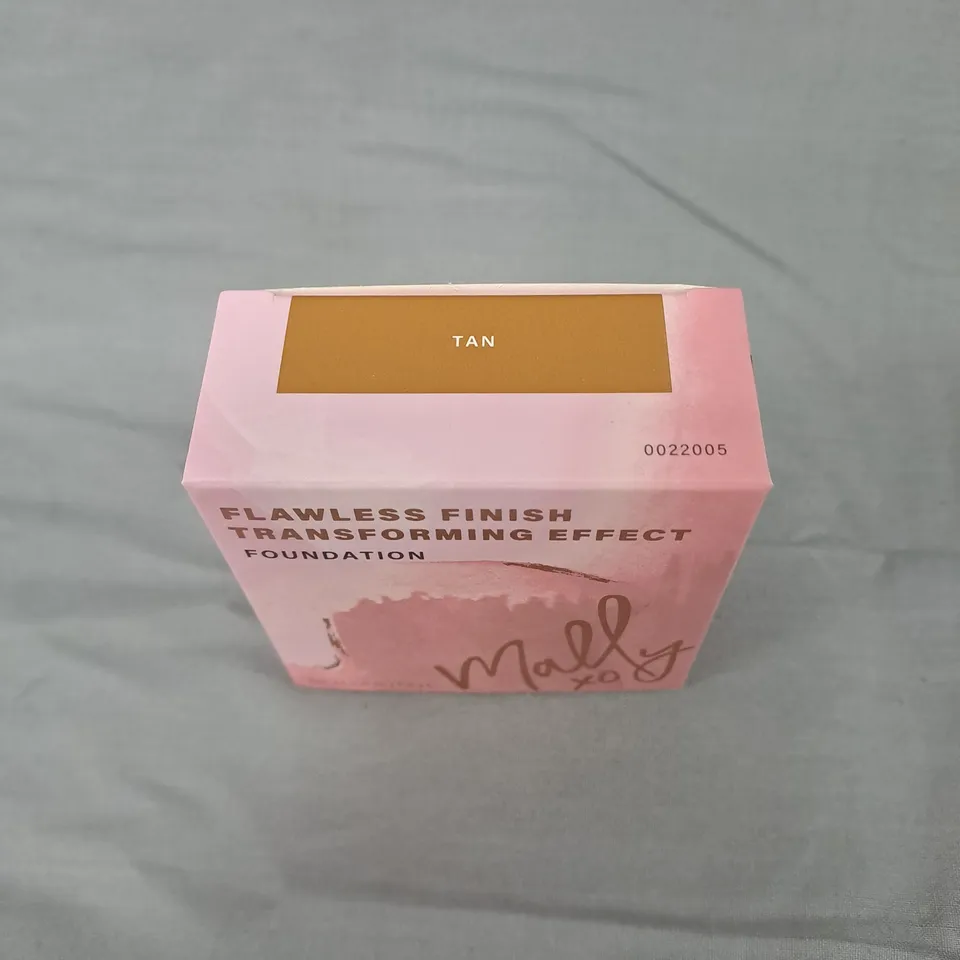 TAN
0022005
FLAWLESS FINISH
TRANSFORMING EFFECT
FOUNDATION
Mally
xo